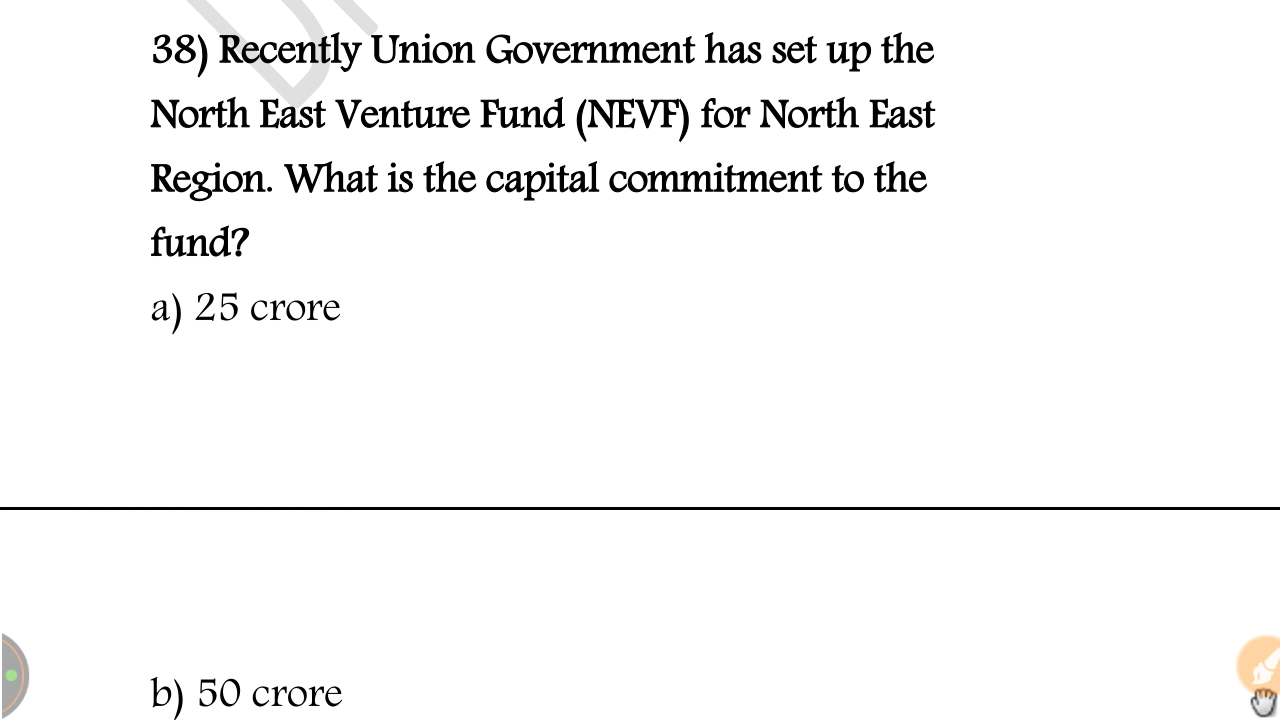 38) Recently Union Government has set up the
North East Venture Fund (NEVF) for North East
Region. What is the capital commitment to the
fund?
a) 25 crore
b) 50 crore